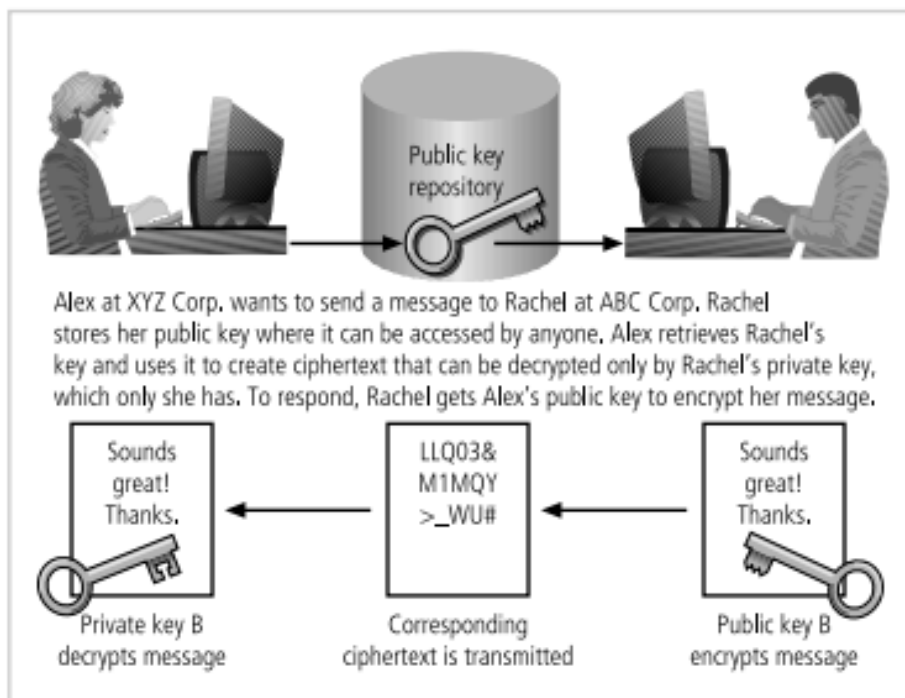 Public key
repository
Alex at XYZ Corp. wants to send a message to Rachel at ABC Corp. Rachel
stores her public key where it can be accessed by anyone. Alex retrieves Rachel's
key and uses it to create ciphertext that can be decrypted only by Rachel's private key,
which only she has. To respond, Rachel gets Alex's public key to encrypt her message.
Sounds
great!
Thanks.
LLQ03&
M1MQY
>_WU#
Sounds
great!
Thanks.
Private key B
decrypts message
Corresponding
ciphertext is transmitted
Public key B
encrypts message